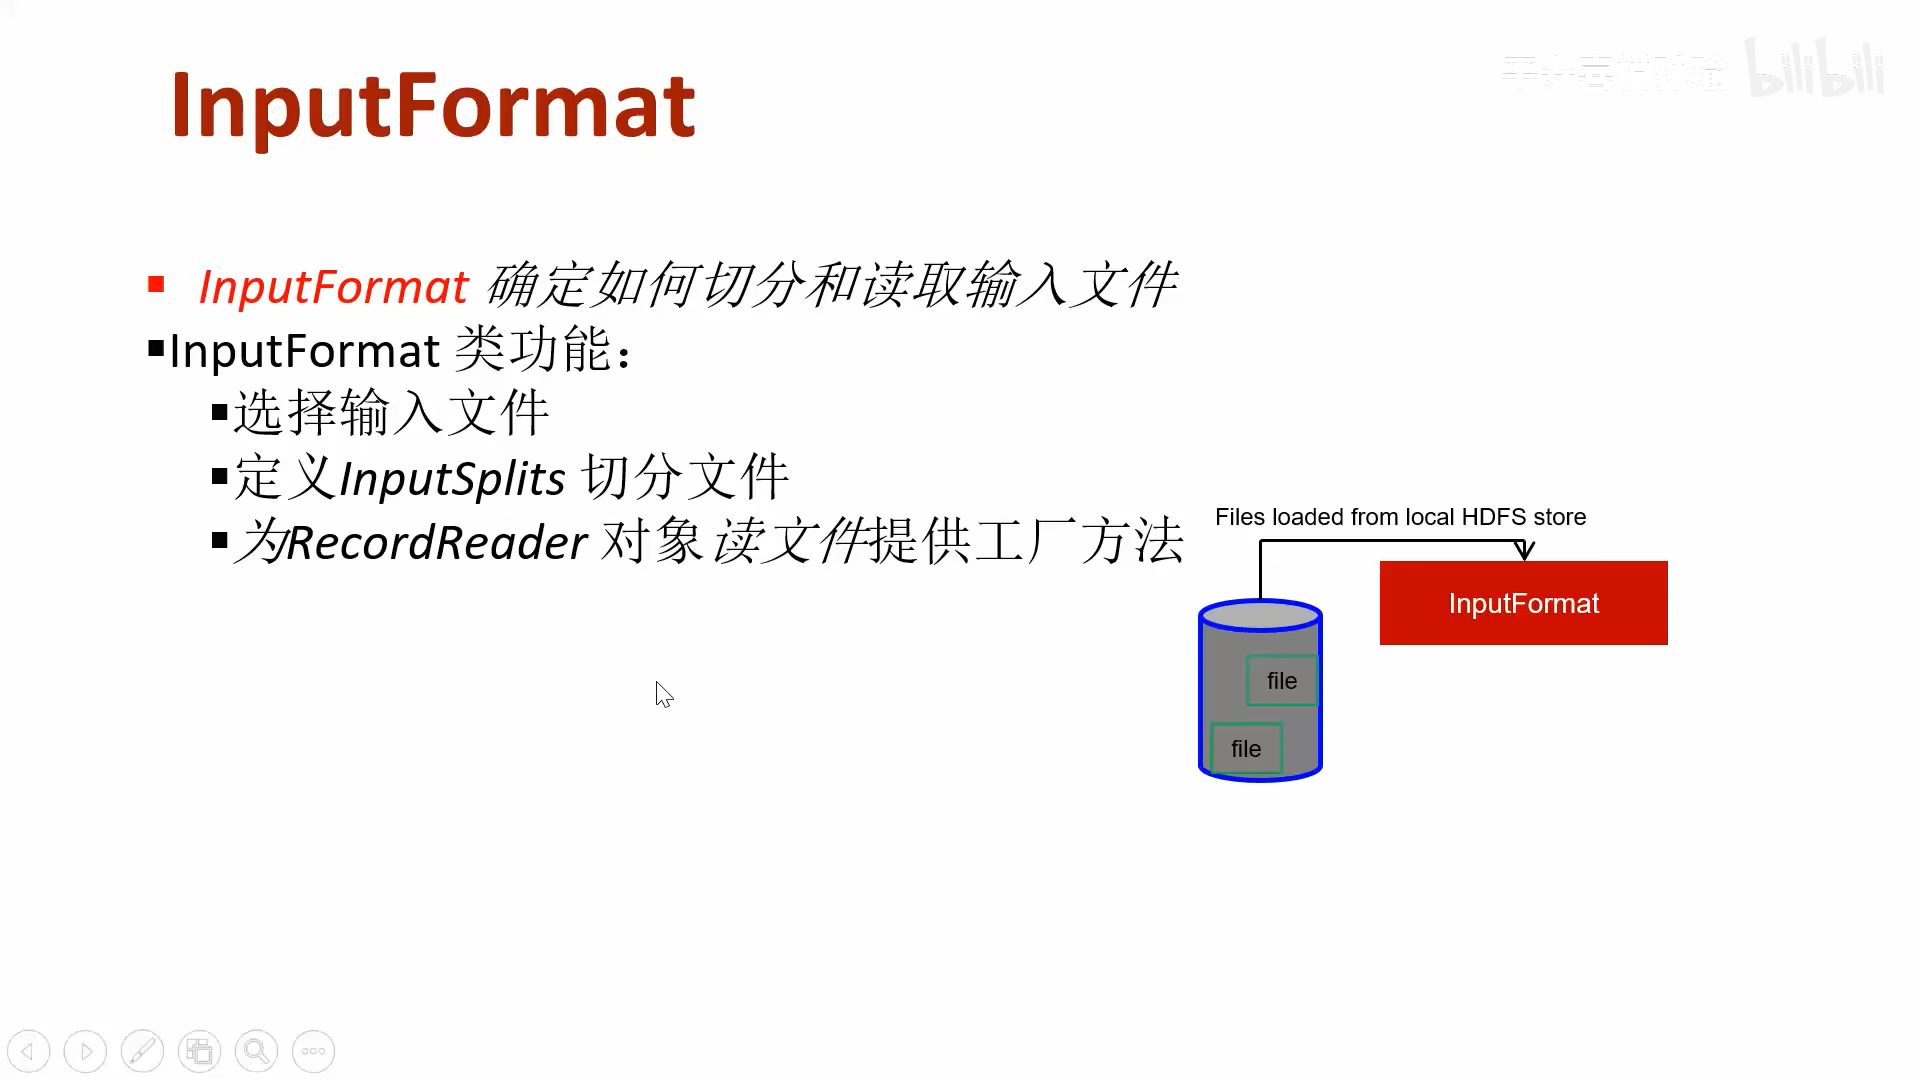 InputFormat
bilibili
InputFormat 确定如何切分和读取输入文件
InputFormat 类功能：
选择输入文件
定义InputSplits 切分文件
为RecordReader 对象读文件提供工厂方法
Files loaded from local HDFS store
InputFormat
file
file